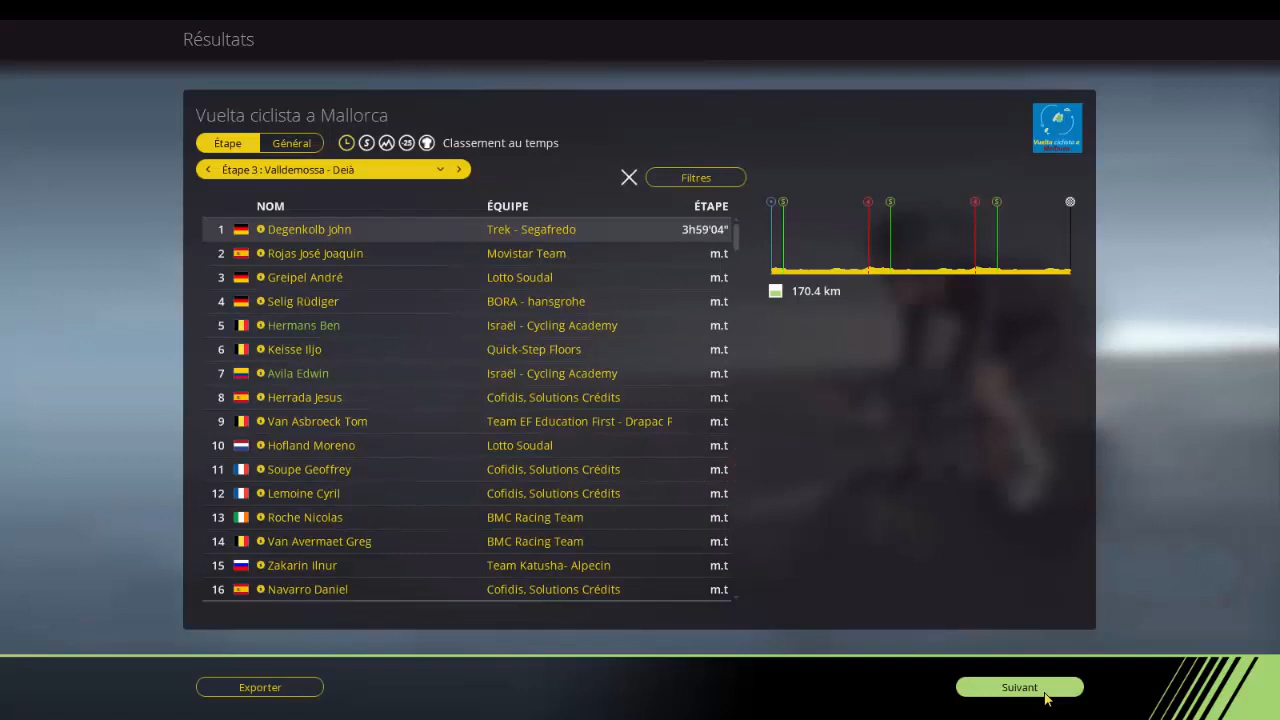 Résultats
Vuelta ciclista a Mallorca
Étape Général Classement au temps
Étape 3 : Valldemossa - Deià
Filtres
NOM ÉQUIPE ÉTAPE
1 Degenkolb John Trek - Segafredo 3h59'04"
2 Rojas José Joaquin Movistar Team m.t
3 Greipel André Lotto Soudal m.t
4 Selig Rüdiger BORA - hansgrohe m.t
5 Hermans Ben Israël - Cycling Academy m.t
6 Keisse Iljo Quick-Step Floors m.t
7 Avila Edwin Israël - Cycling Academy m.t
8 Herrada Jesus Cofidis, Solutions Crédits m.t
9 Van Asbroeck Tom Team EF Education First - Drapac P m.t
10 Hofland Moreno Lotto Soudal m.t
11 Soupe Geoffrey Cofidis, Solutions Crédits m.t
12 Lemoine Cyril Cofidis, Solutions Crédits m.t
13 Roche Nicolas BMC Racing Team m.t
14 Van Avermaet Greg BMC Racing Team m.t
15 Zakarin Ilnur Team Katusha- Alpecin m.t
16 Navarro Daniel Cofidis, Solutions Crédits m.t
Vuelta ciclista a Mallorca
170.4 km
Exporter
Suivant